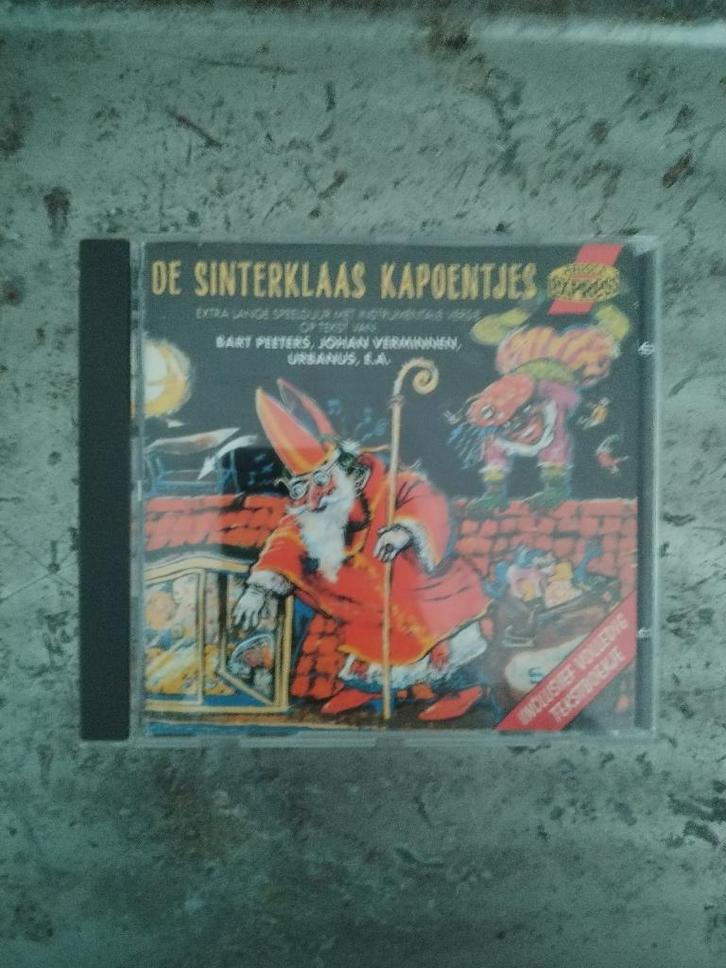 DE SINTERKLAAS KAPOENTJES
EXTRA LANGE SPEELDUUR MET INSTRUMENTALE VERSIE
OP TEKST VAN
BART PEETERS, JOHAN VERMINNEN,
URBANUS, E.A.
EXPRES
INCLUSIEF VOLLEDIG
TEKSTBOEKJE